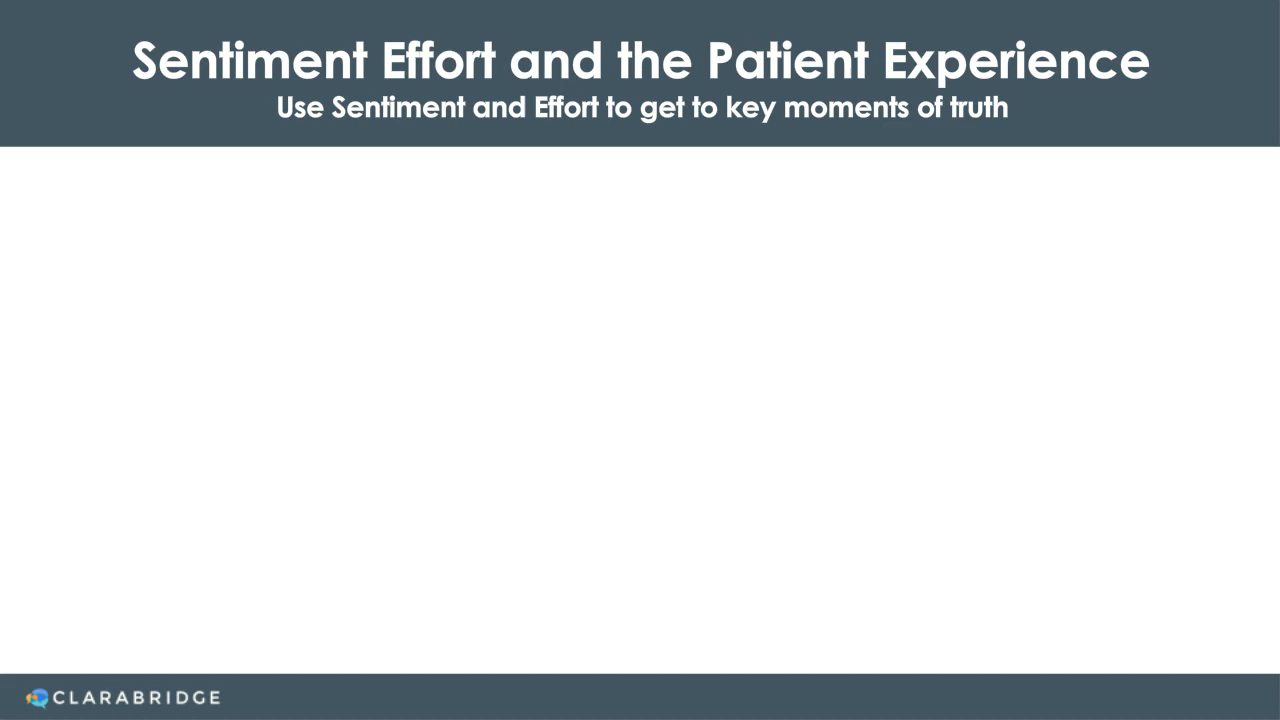 Sentiment Effort and the Patient Experience
Use Sentiment and Effort to get to key moments of truth
CLARABRIDGE